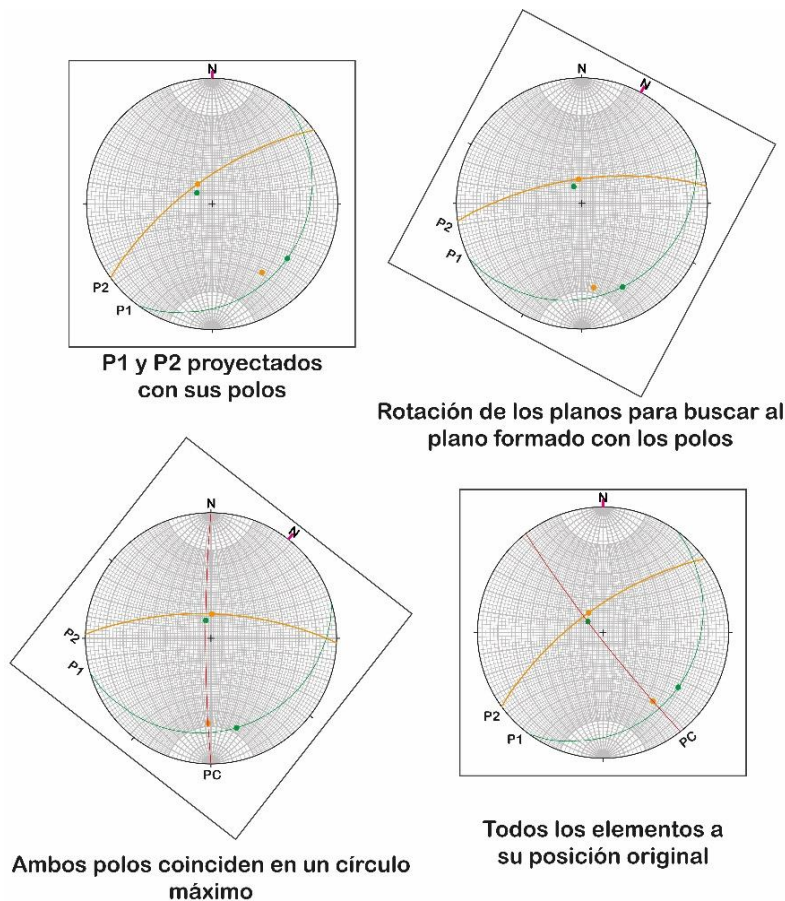 N
P2
P1
P1 y P2 proyectados
con sus polos
N
N
P2
P1
Rotación de los planos para buscar al
plano formado con los polos
N
N
P2
P1
PC
Ambos polos coinciden en un círculo
máximo
N
P2
P1
PC
Todos los elementos a
su posición original